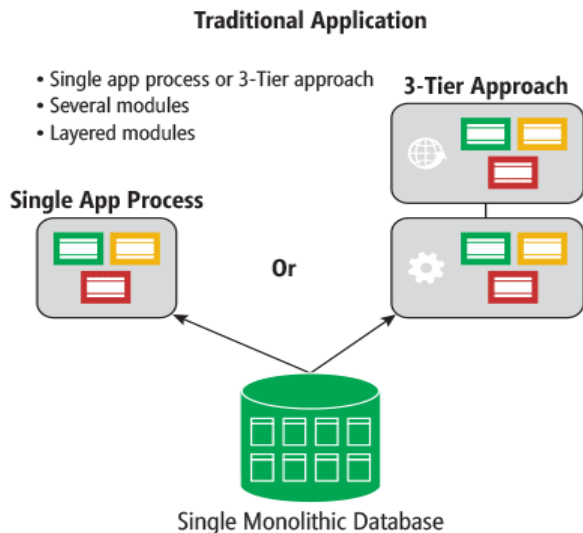 Traditional Application
• Single app process or 3-Tier approach
• Several modules
• Layered modules
3-Tier Approach
Single App Process
Or
Single Monolithic Database